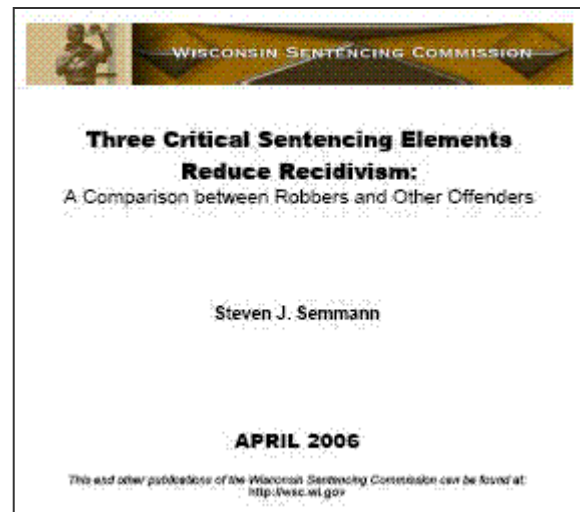 WISCONSIN SENTENCING COMMISSION
Three Critical Sentencing Elements
Reduce Recidivism:
A Comparison between Robbers and Other Offenders
Steven J. Semmann
APRIL 2006
This and other publications of the Wisconsin Sentencing Commission can be found at:
http://wsc.wi.gov